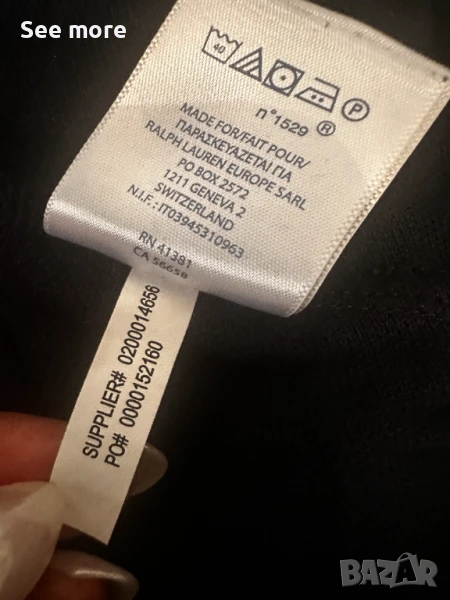 See more
40
P
n°1529 ®
MADE FOR/FAIT POUR/
ΠΑΡΑΣΚΕΥΑΖΕΤΑΙ ΓΙΑ
RALPH LAUREN EUROPE SARL
PO BOX 2572
1211 GENEVA 2
SWITZERLAND
N.I.F.: IT03945310963
RN 41381
CA 56658
SUPPLIER# 0200014656
PO# 0000152160
BAZAR